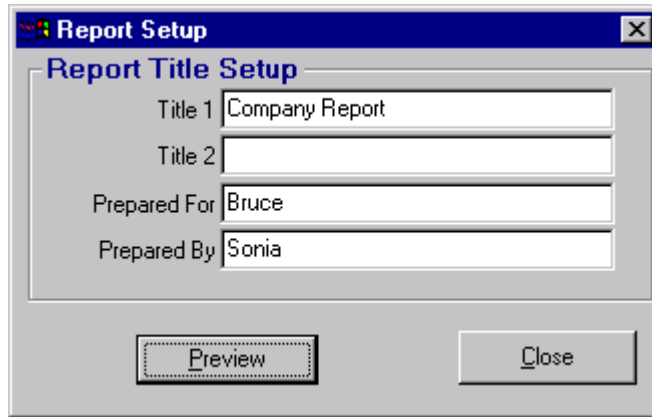 Report Setup
Report Title Setup
Title 1 Company Report
Title 2
Prepared For Bruce
Prepared By Sonia
Preview Close